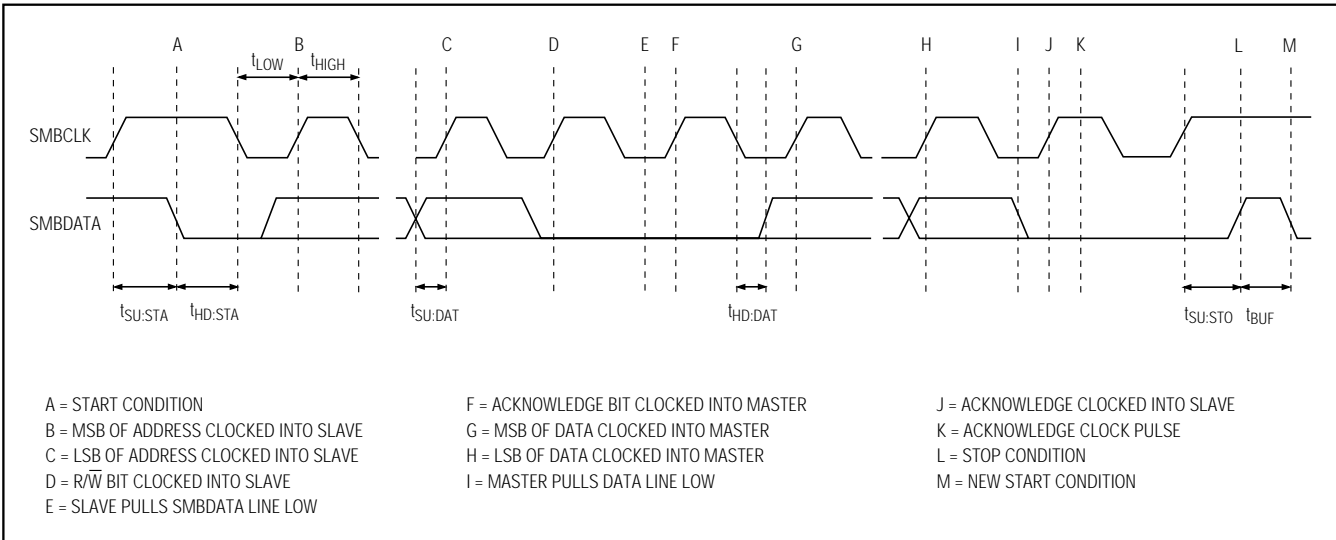 A B C D E F G H I J K L M
tLOW tHIGH
SMBCLK
SMBDATA
tSU:STA tHD:STA tSU:DAT tHD:DAT tSU:STO tBUF
A = START CONDITION
B = MSB OF ADDRESS CLOCKED INTO SLAVE
C = LSB OF ADDRESS CLOCKED INTO SLAVE
D = R/W̅ BIT CLOCKED INTO SLAVE
E = SLAVE PULLS SMBDATA LINE LOW
F = ACKNOWLEDGE BIT CLOCKED INTO MASTER
G = MSB OF DATA CLOCKED INTO MASTER
H = LSB OF DATA CLOCKED INTO MASTER
I = MASTER PULLS DATA LINE LOW
J = ACKNOWLEDGE CLOCKED INTO SLAVE
K = ACKNOWLEDGE CLOCK PULSE
L = STOP CONDITION
M = NEW START CONDITION